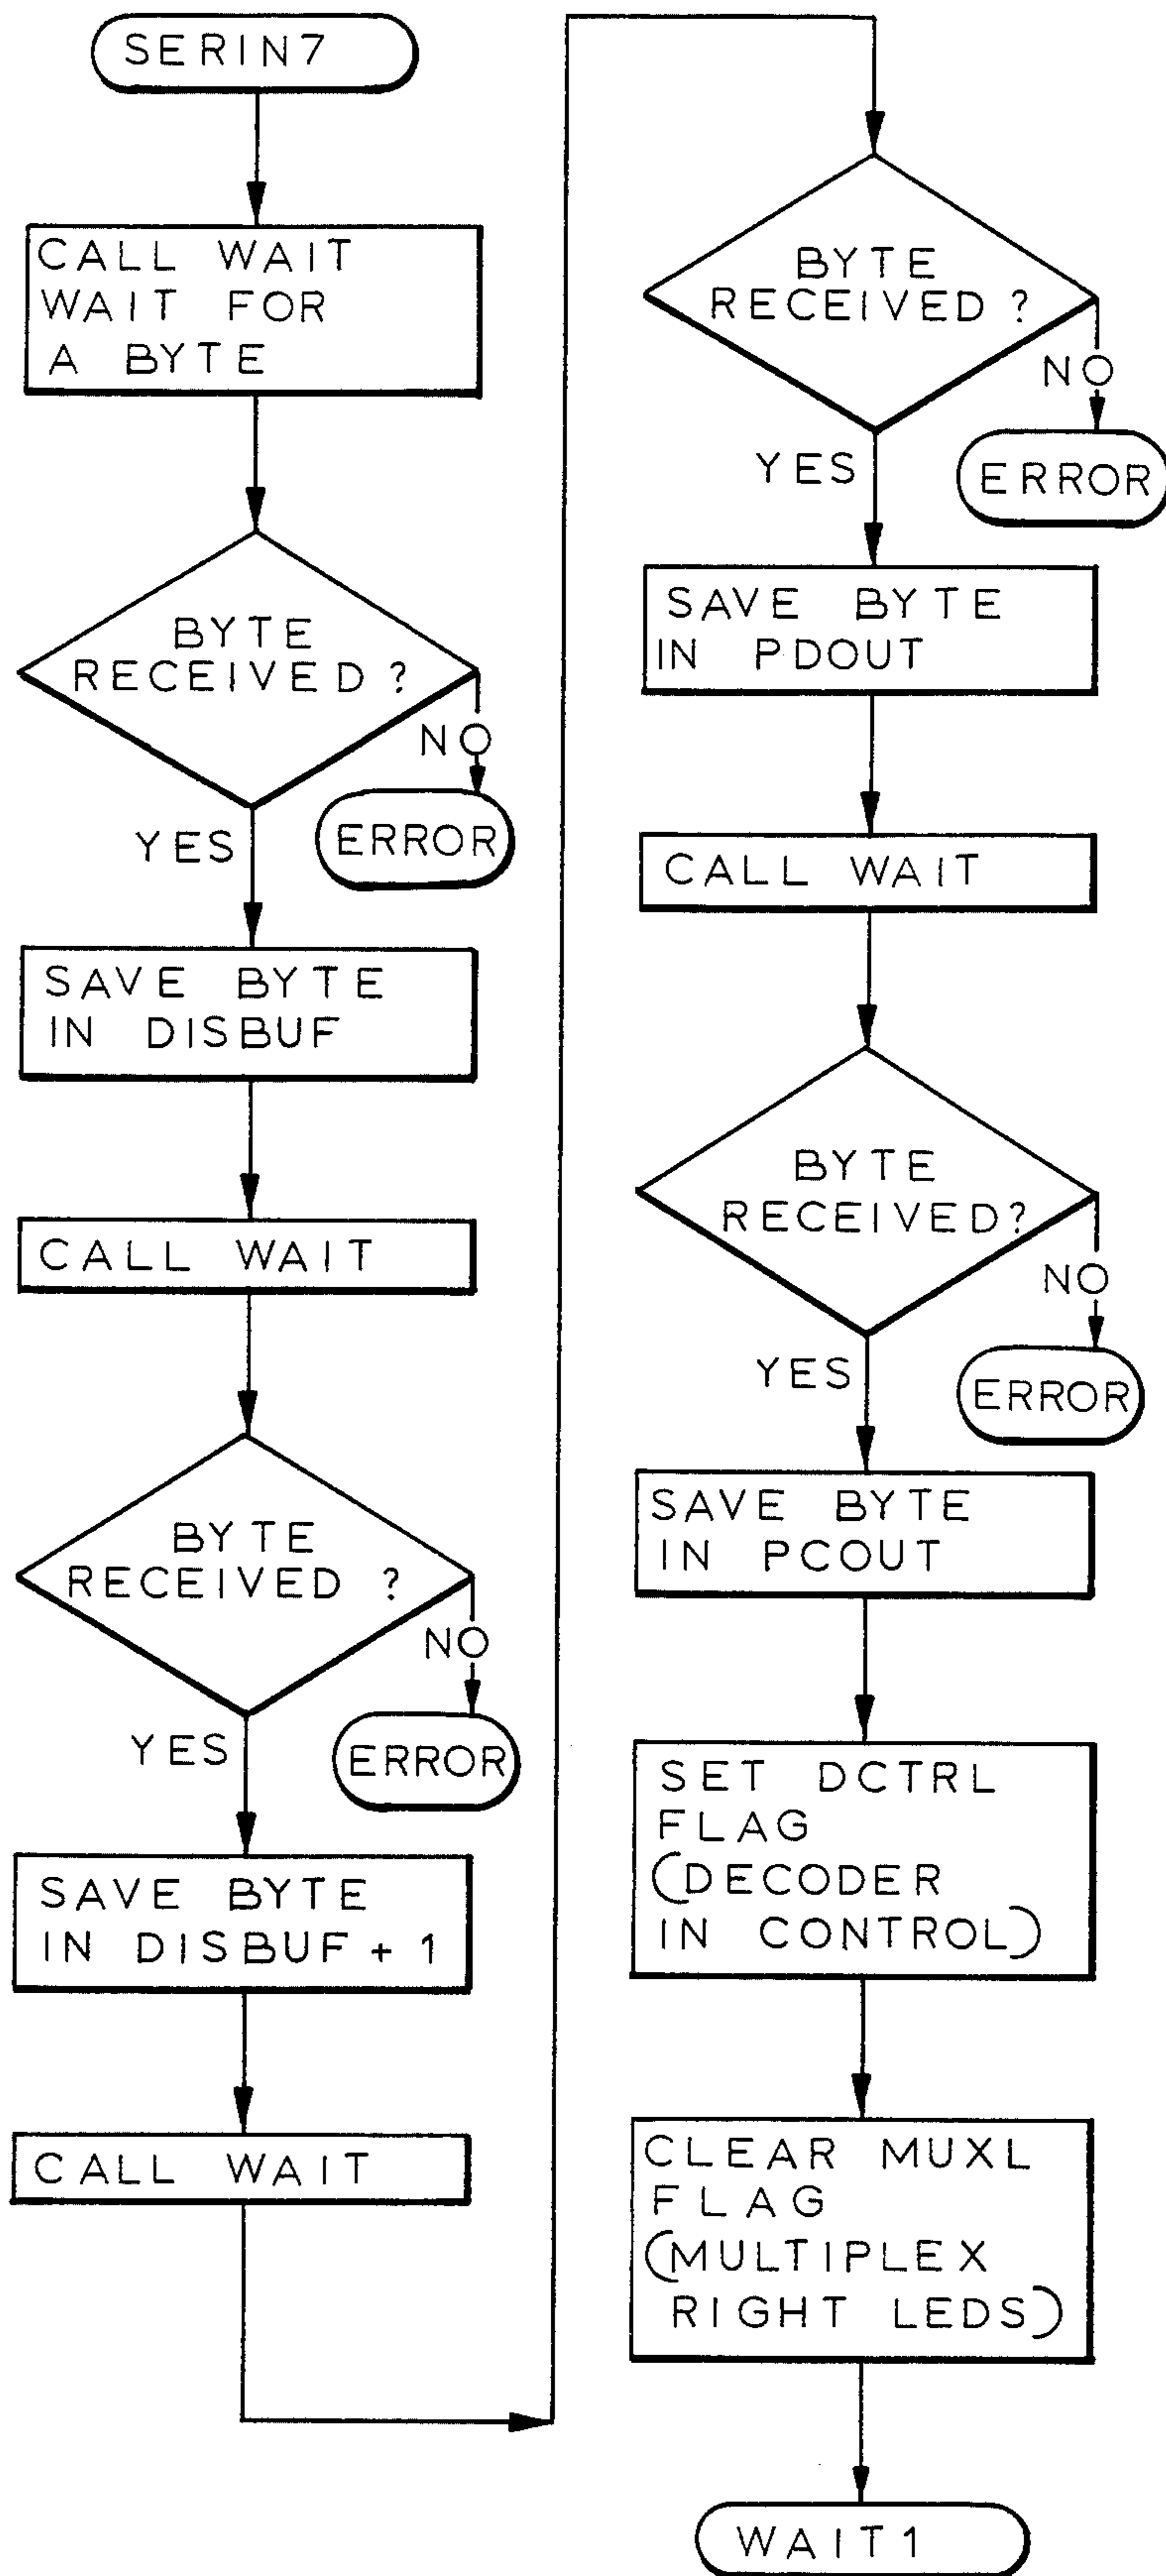 SERIN7
CALL WAIT
WAIT FOR
A BYTE
BYTE
RECEIVED ?
NO
ERROR
YES
SAVE BYTE
IN DISBUF
CALL WAIT
BYTE
RECEIVED ?
NO
ERROR
YES
SAVE BYTE
IN DISBUF + 1
CALL WAIT
BYTE
RECEIVED ?
NO
ERROR
YES
SAVE BYTE
IN PDOUT
CALL WAIT
BYTE
RECEIVED?
NO
ERROR
YES
SAVE BYTE
IN PCOUT
SET DCTRL
FLAG
(DECODER
IN CONTROL)
CLEAR MUXL
FLAG
(MULTIPLEX
RIGHT LEDS)
WAIT1